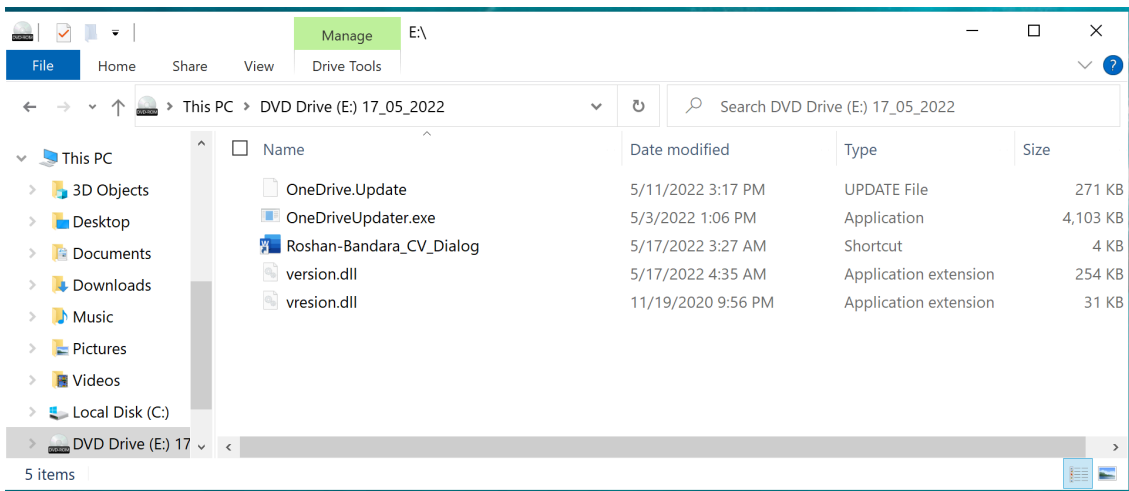 Manage E:\
File Home Share View Drive Tools ?
This PC > DVD Drive (E:) 17_05_2022 Search DVD Drive (E:) 17_05_2022
Name Date modified Type Size
This PC
3D Objects
Desktop
Documents
Downloads
Music
Pictures
Videos
Local Disk (C:)
DVD Drive (E:) 17
OneDrive.Update 5/11/2022 3:17 PM UPDATE File 271 KB
OneDriveUpdater.exe 5/3/2022 1:06 PM Application 4,103 KB
Roshan-Bandara_CV_Dialog 5/17/2022 3:27 AM Shortcut 4 KB
version.dll 5/17/2022 4:35 AM Application extension 254 KB
vresion.dll 11/19/2020 9:56 PM Application extension 31 KB
5 items